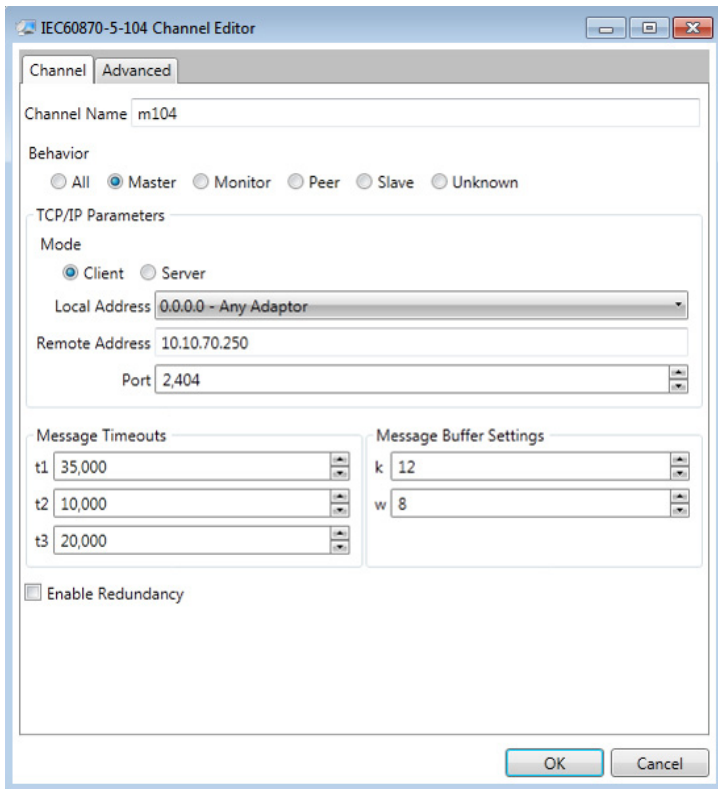 IEC60870-5-104 Channel Editor
Channel Advanced
Channel Name m104
Behavior
All Master Monitor Peer Slave Unknown
TCP/IP Parameters
Mode
Client Server
Local Address 0.0.0.0 - Any Adaptor
Remote Address 10.10.70.250
Port 2,404
Message Timeouts
t1 35,000
t2 10,000
t3 20,000
Message Buffer Settings
k 12
w 8
Enable Redundancy
OK Cancel